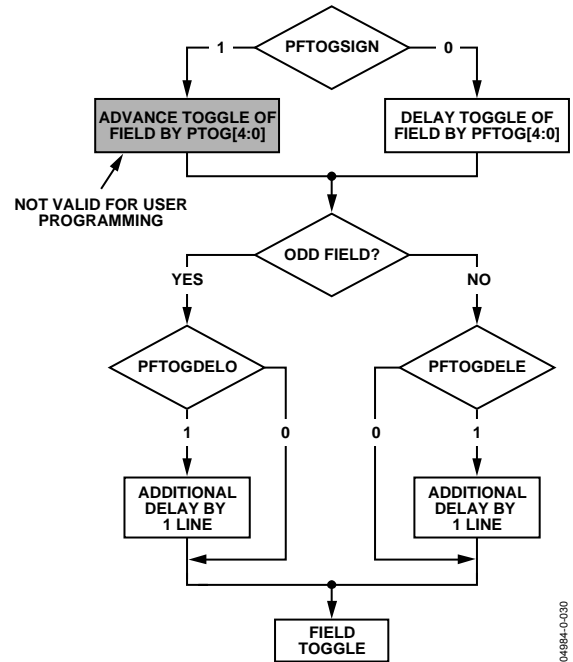 PFTOGSIGN
1
0
ADVANCE TOGGLE OF
FIELD BY PTOG[4:0]
DELAY TOGGLE OF
FIELD BY PFTOG[4:0]
NOT VALID FOR USER
PROGRAMMING
ODD FIELD?
YES
NO
PFTOGDELO
PFTOGDELE
1
0
0
1
ADDITIONAL
DELAY BY
1 LINE
ADDITIONAL
DELAY BY
1 LINE
FIELD
TOGGLE
04984-0-030